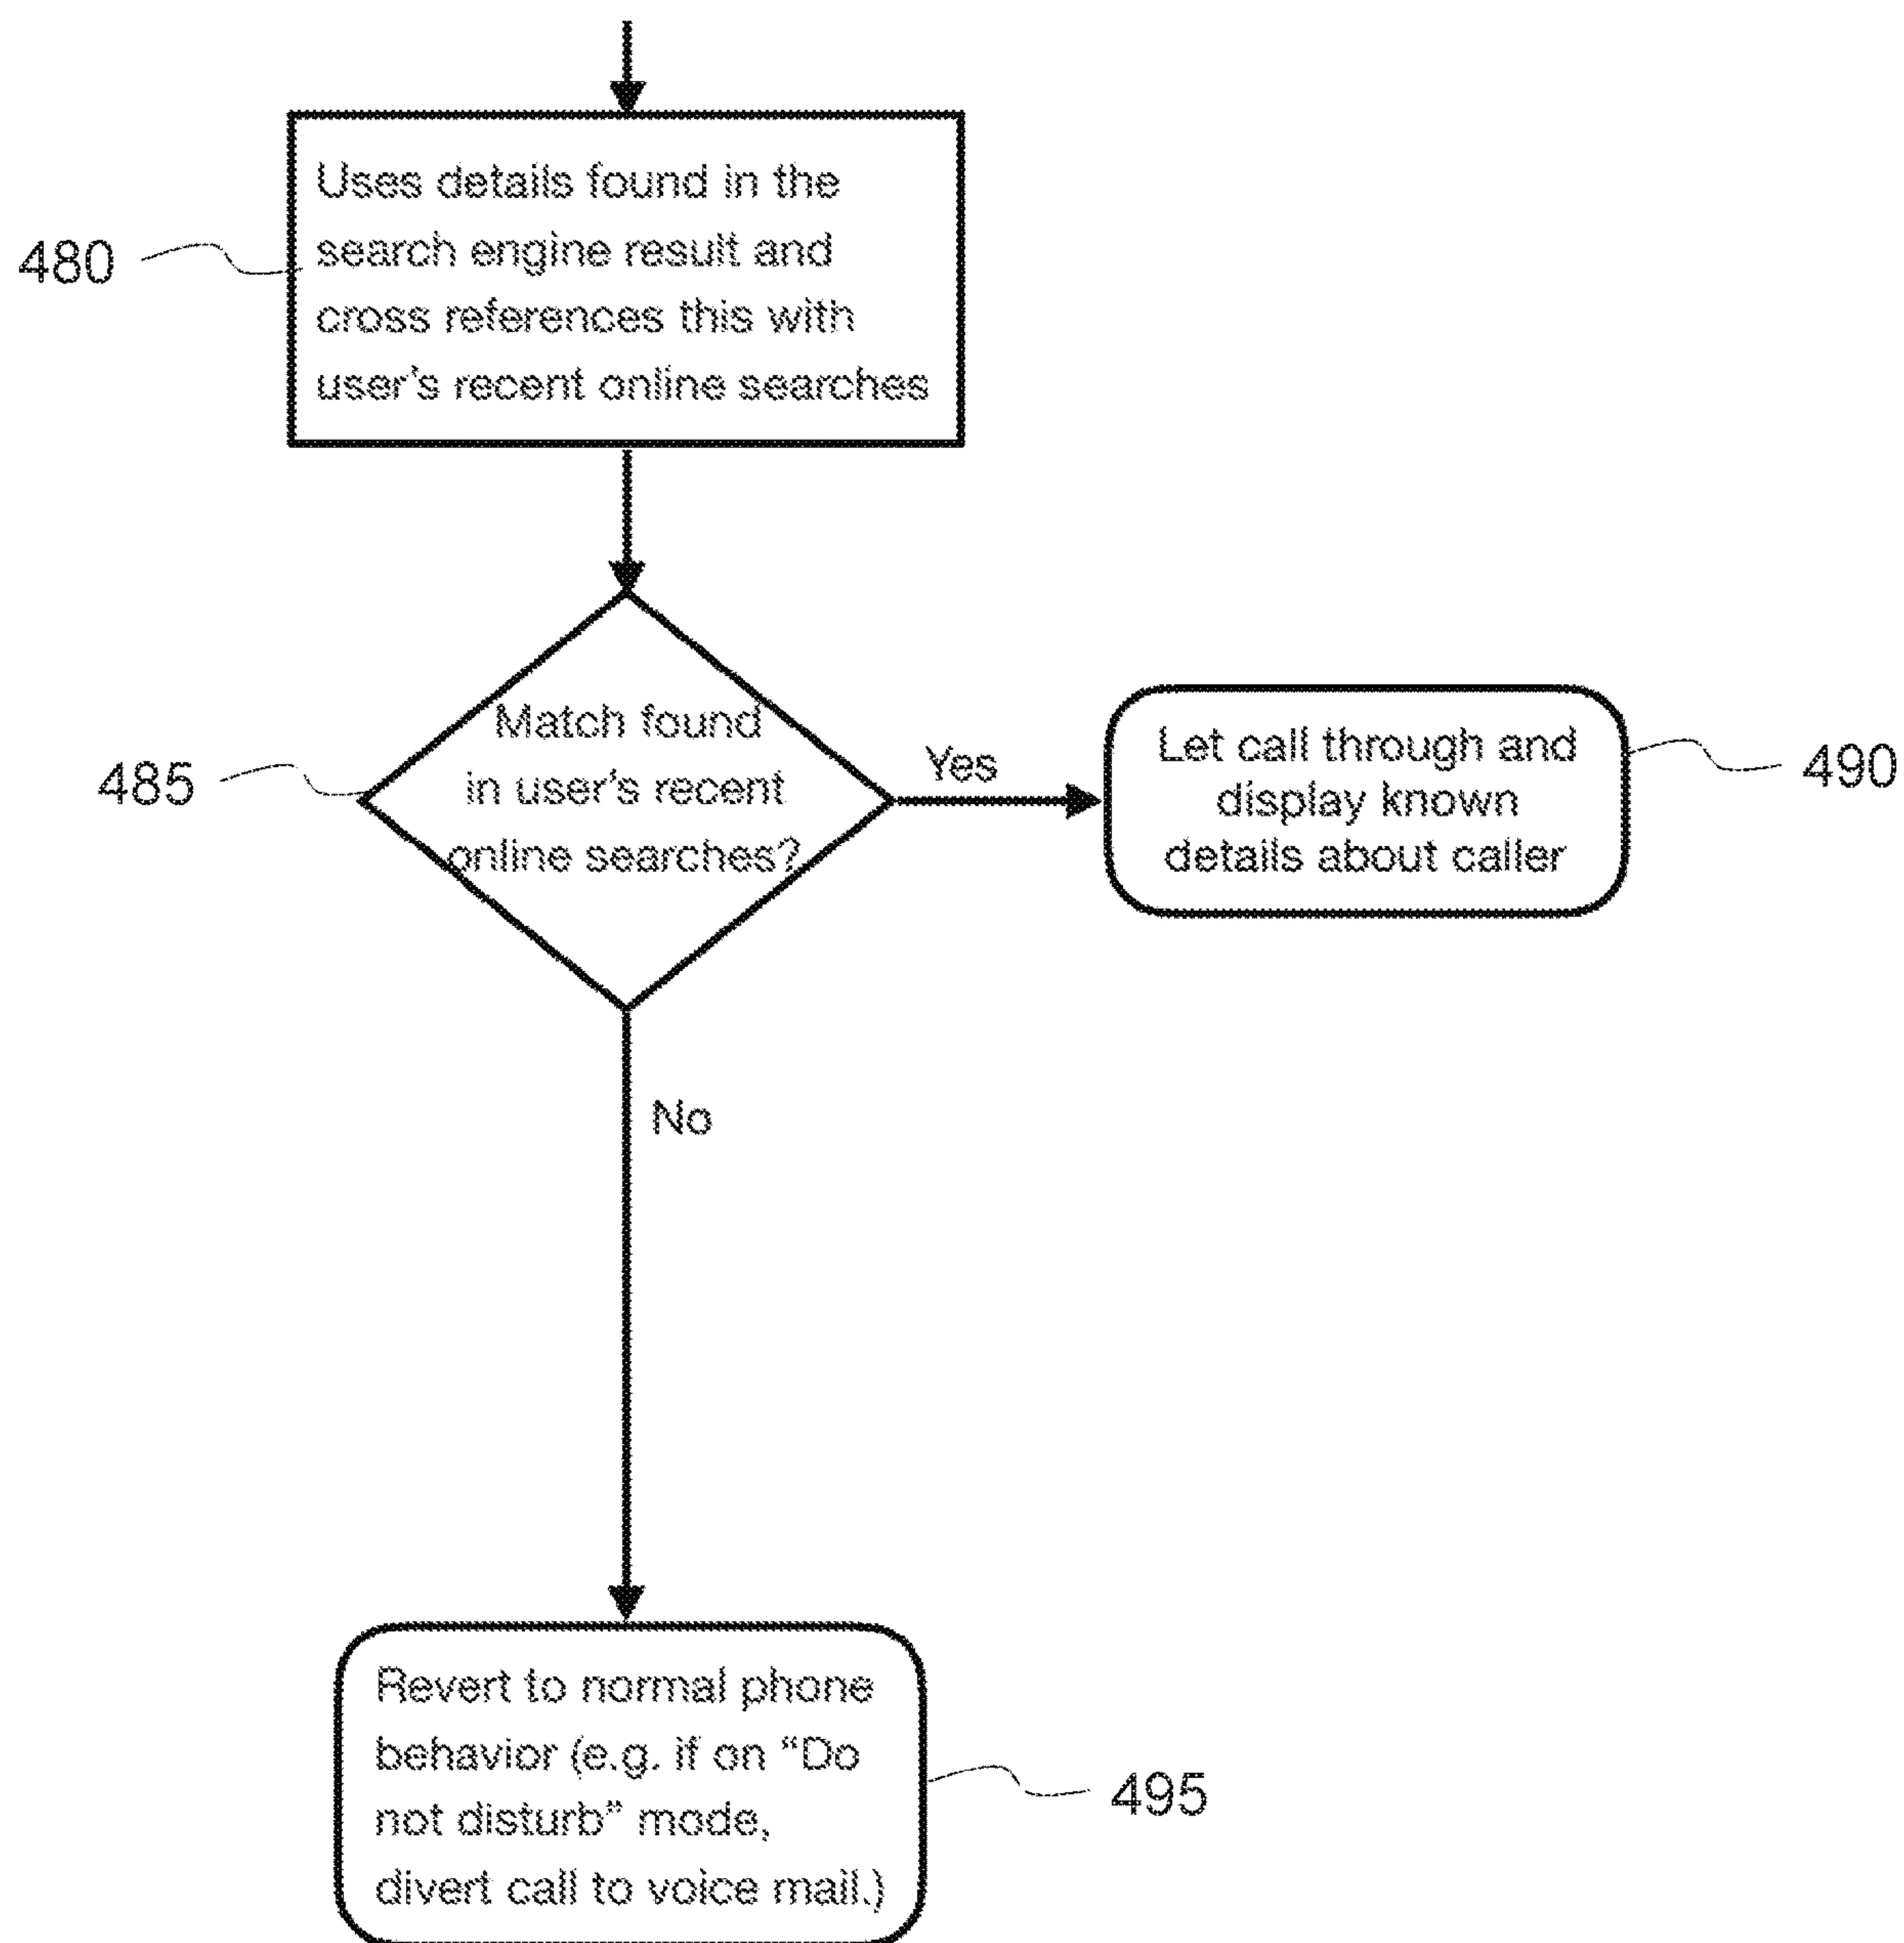 480
Uses details found in the
search engine result and
cross references this with
user's recent online searches
485
Match found
in user's recent
online searches?
Yes
Let call through and
display known
details about caller
490
No
Revert to normal phone
behavior (e.g. if on “Do
not disturb” mode,
divert call to voice mail.)
495